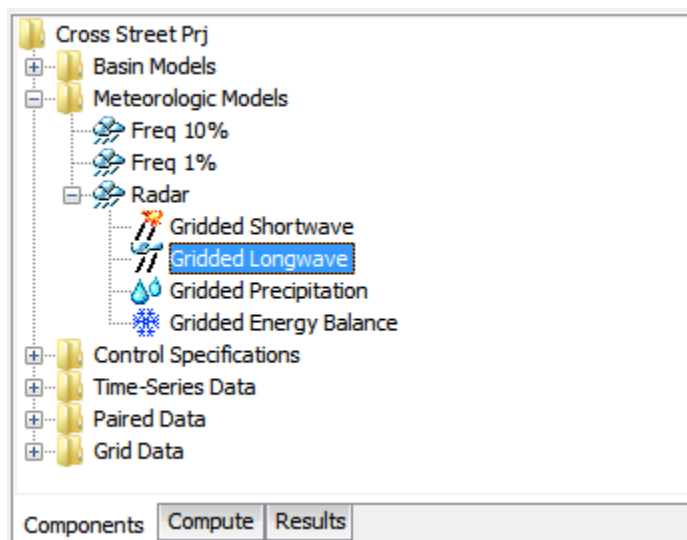 Cross Street Prj
Basin Models
Meteorologic Models
Freq 10%
Freq 1%
Radar
Gridded Shortwave
Gridded Longwave
Gridded Precipitation
Gridded Energy Balance
Control Specifications
Time-Series Data
Paired Data
Grid Data
Components Compute Results